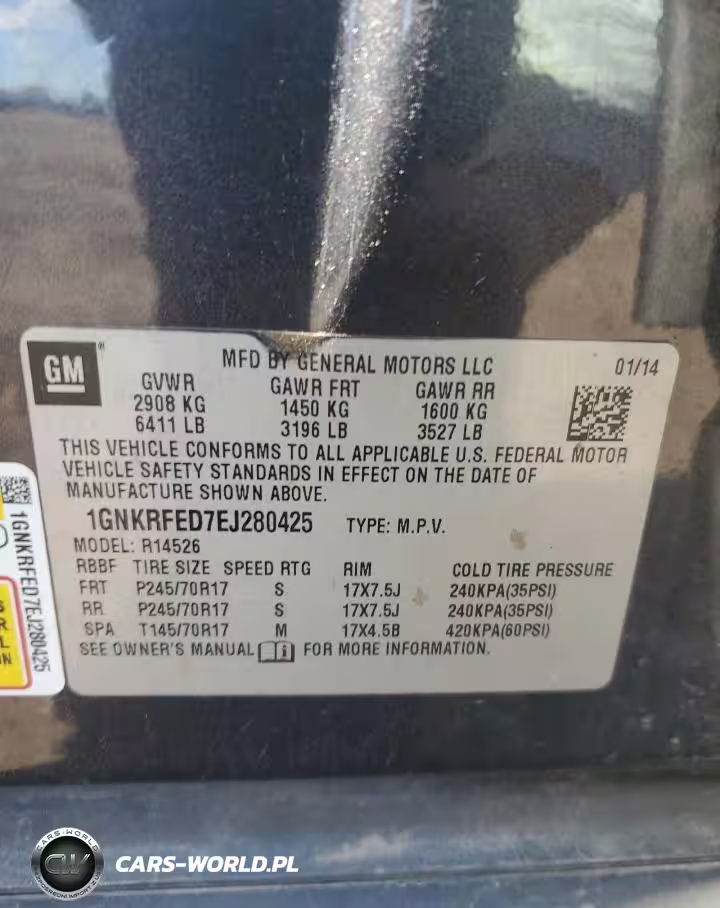 GM
MFD BY GENERAL MOTORS LLC 01/14
GVWR GAWR FRT GAWR RR
2908 KG 1450 KG 1600 KG
6411 LB 3196 LB 3527 LB
THIS VEHICLE CONFORMS TO ALL APPLICABLE U.S. FEDERAL MOTOR
VEHICLE SAFETY STANDARDS IN EFFECT ON THE DATE OF
MANUFACTURE SHOWN ABOVE.
1GNKRFED7EJ280425 TYPE: M.P.V.
MODEL: R14526
RBBF TIRE SIZE SPEED RTG RIM COLD TIRE PRESSURE
FRT P245/70R17 S 17X7.5J 240KPA(35PSI)
RR P245/70R17 S 17X7.5J 240KPA(35PSI)
SPA T145/70R17 M 17X4.5B 420KPA(60PSI)
SEE OWNER'S MANUAL FOR MORE INFORMATION.
1GNKRFED7EJ280425
CARS-WORLD
CW
CARS-WORLD.PL